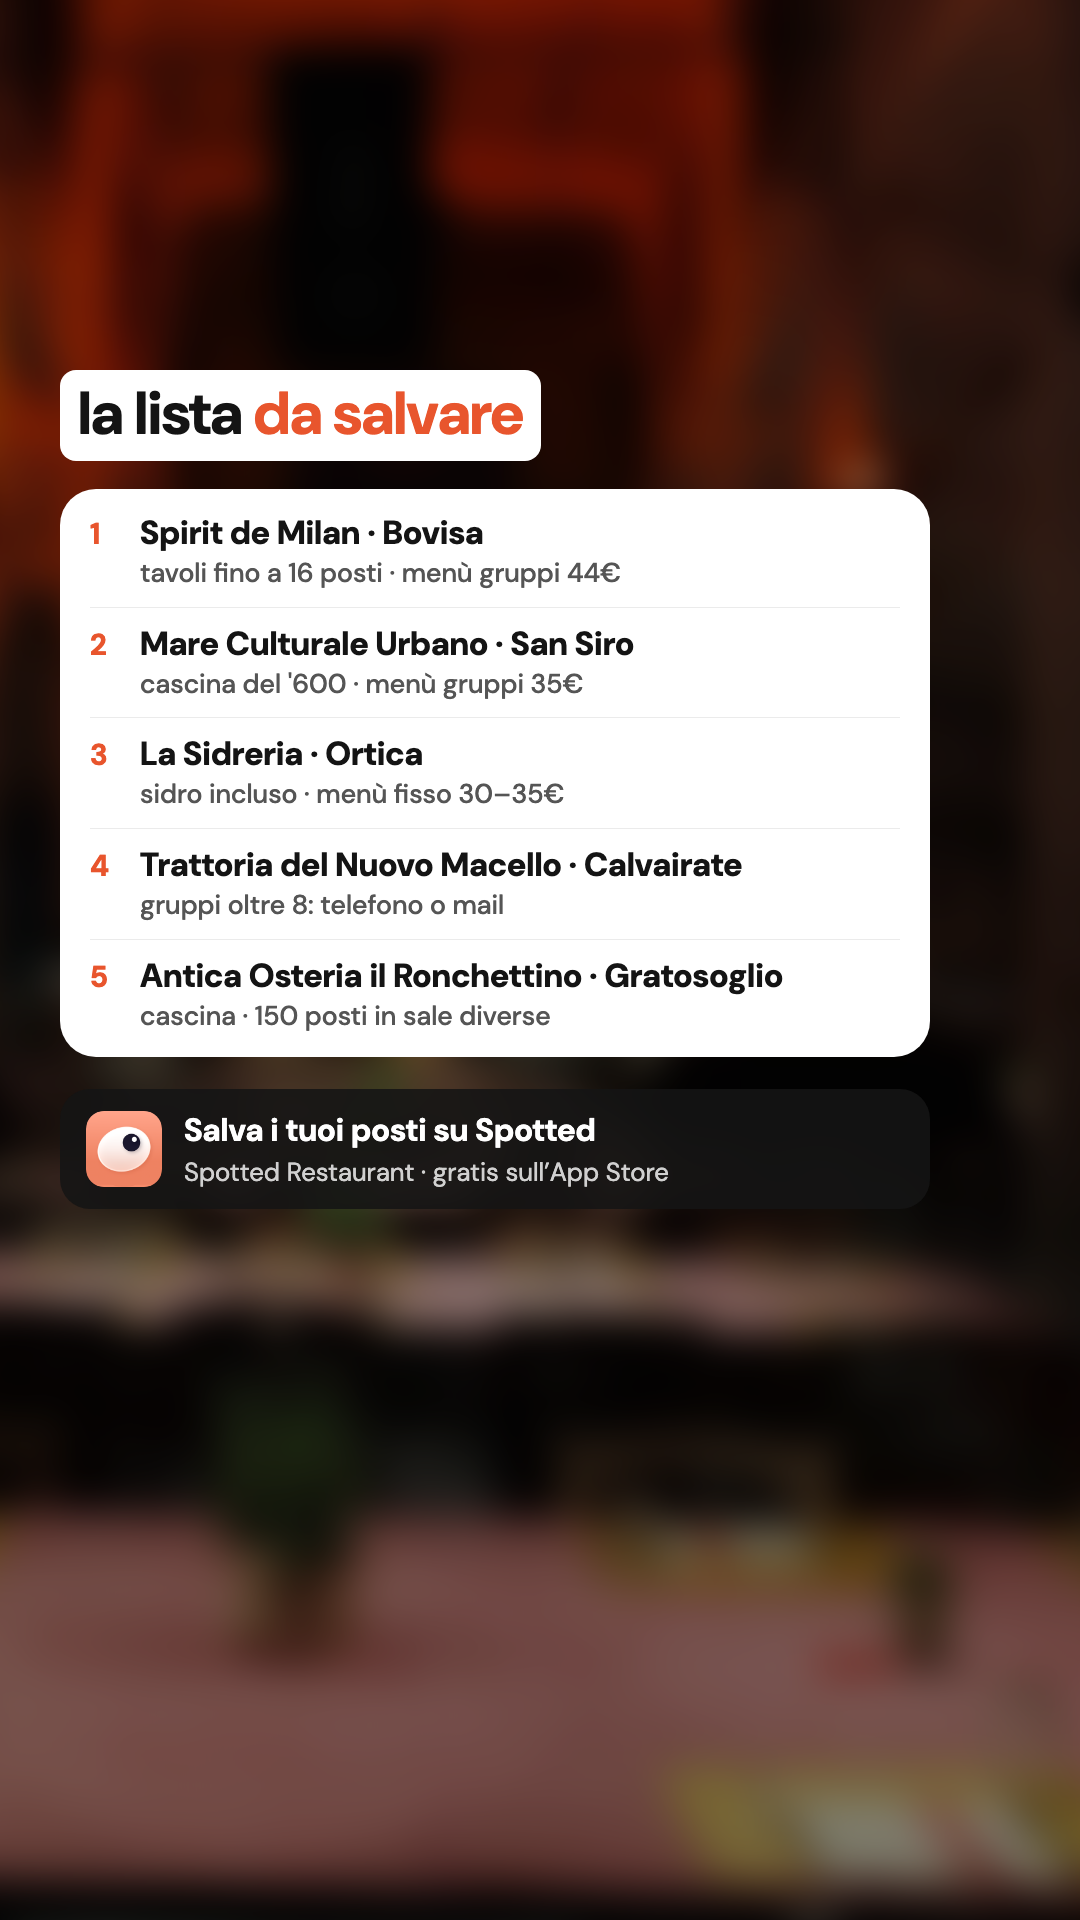 la lista da salvare
1 Spirit de Milan · Bovisa
tavoli fino a 16 posti · menù gruppi 44€
2 Mare Culturale Urbano · San Siro
cascina del '600 · menù gruppi 35€
3 La Sidreria · Ortica
sidro incluso · menù fisso 30–35€
4 Trattoria del Nuovo Macello · Calvairate
gruppi oltre 8: telefono o mail
5 Antica Osteria il Ronchettino · Gratosoglio
cascina · 150 posti in sale diverse
Salva i tuoi posti su Spotted
Spotted Restaurant · gratis sull’App Store